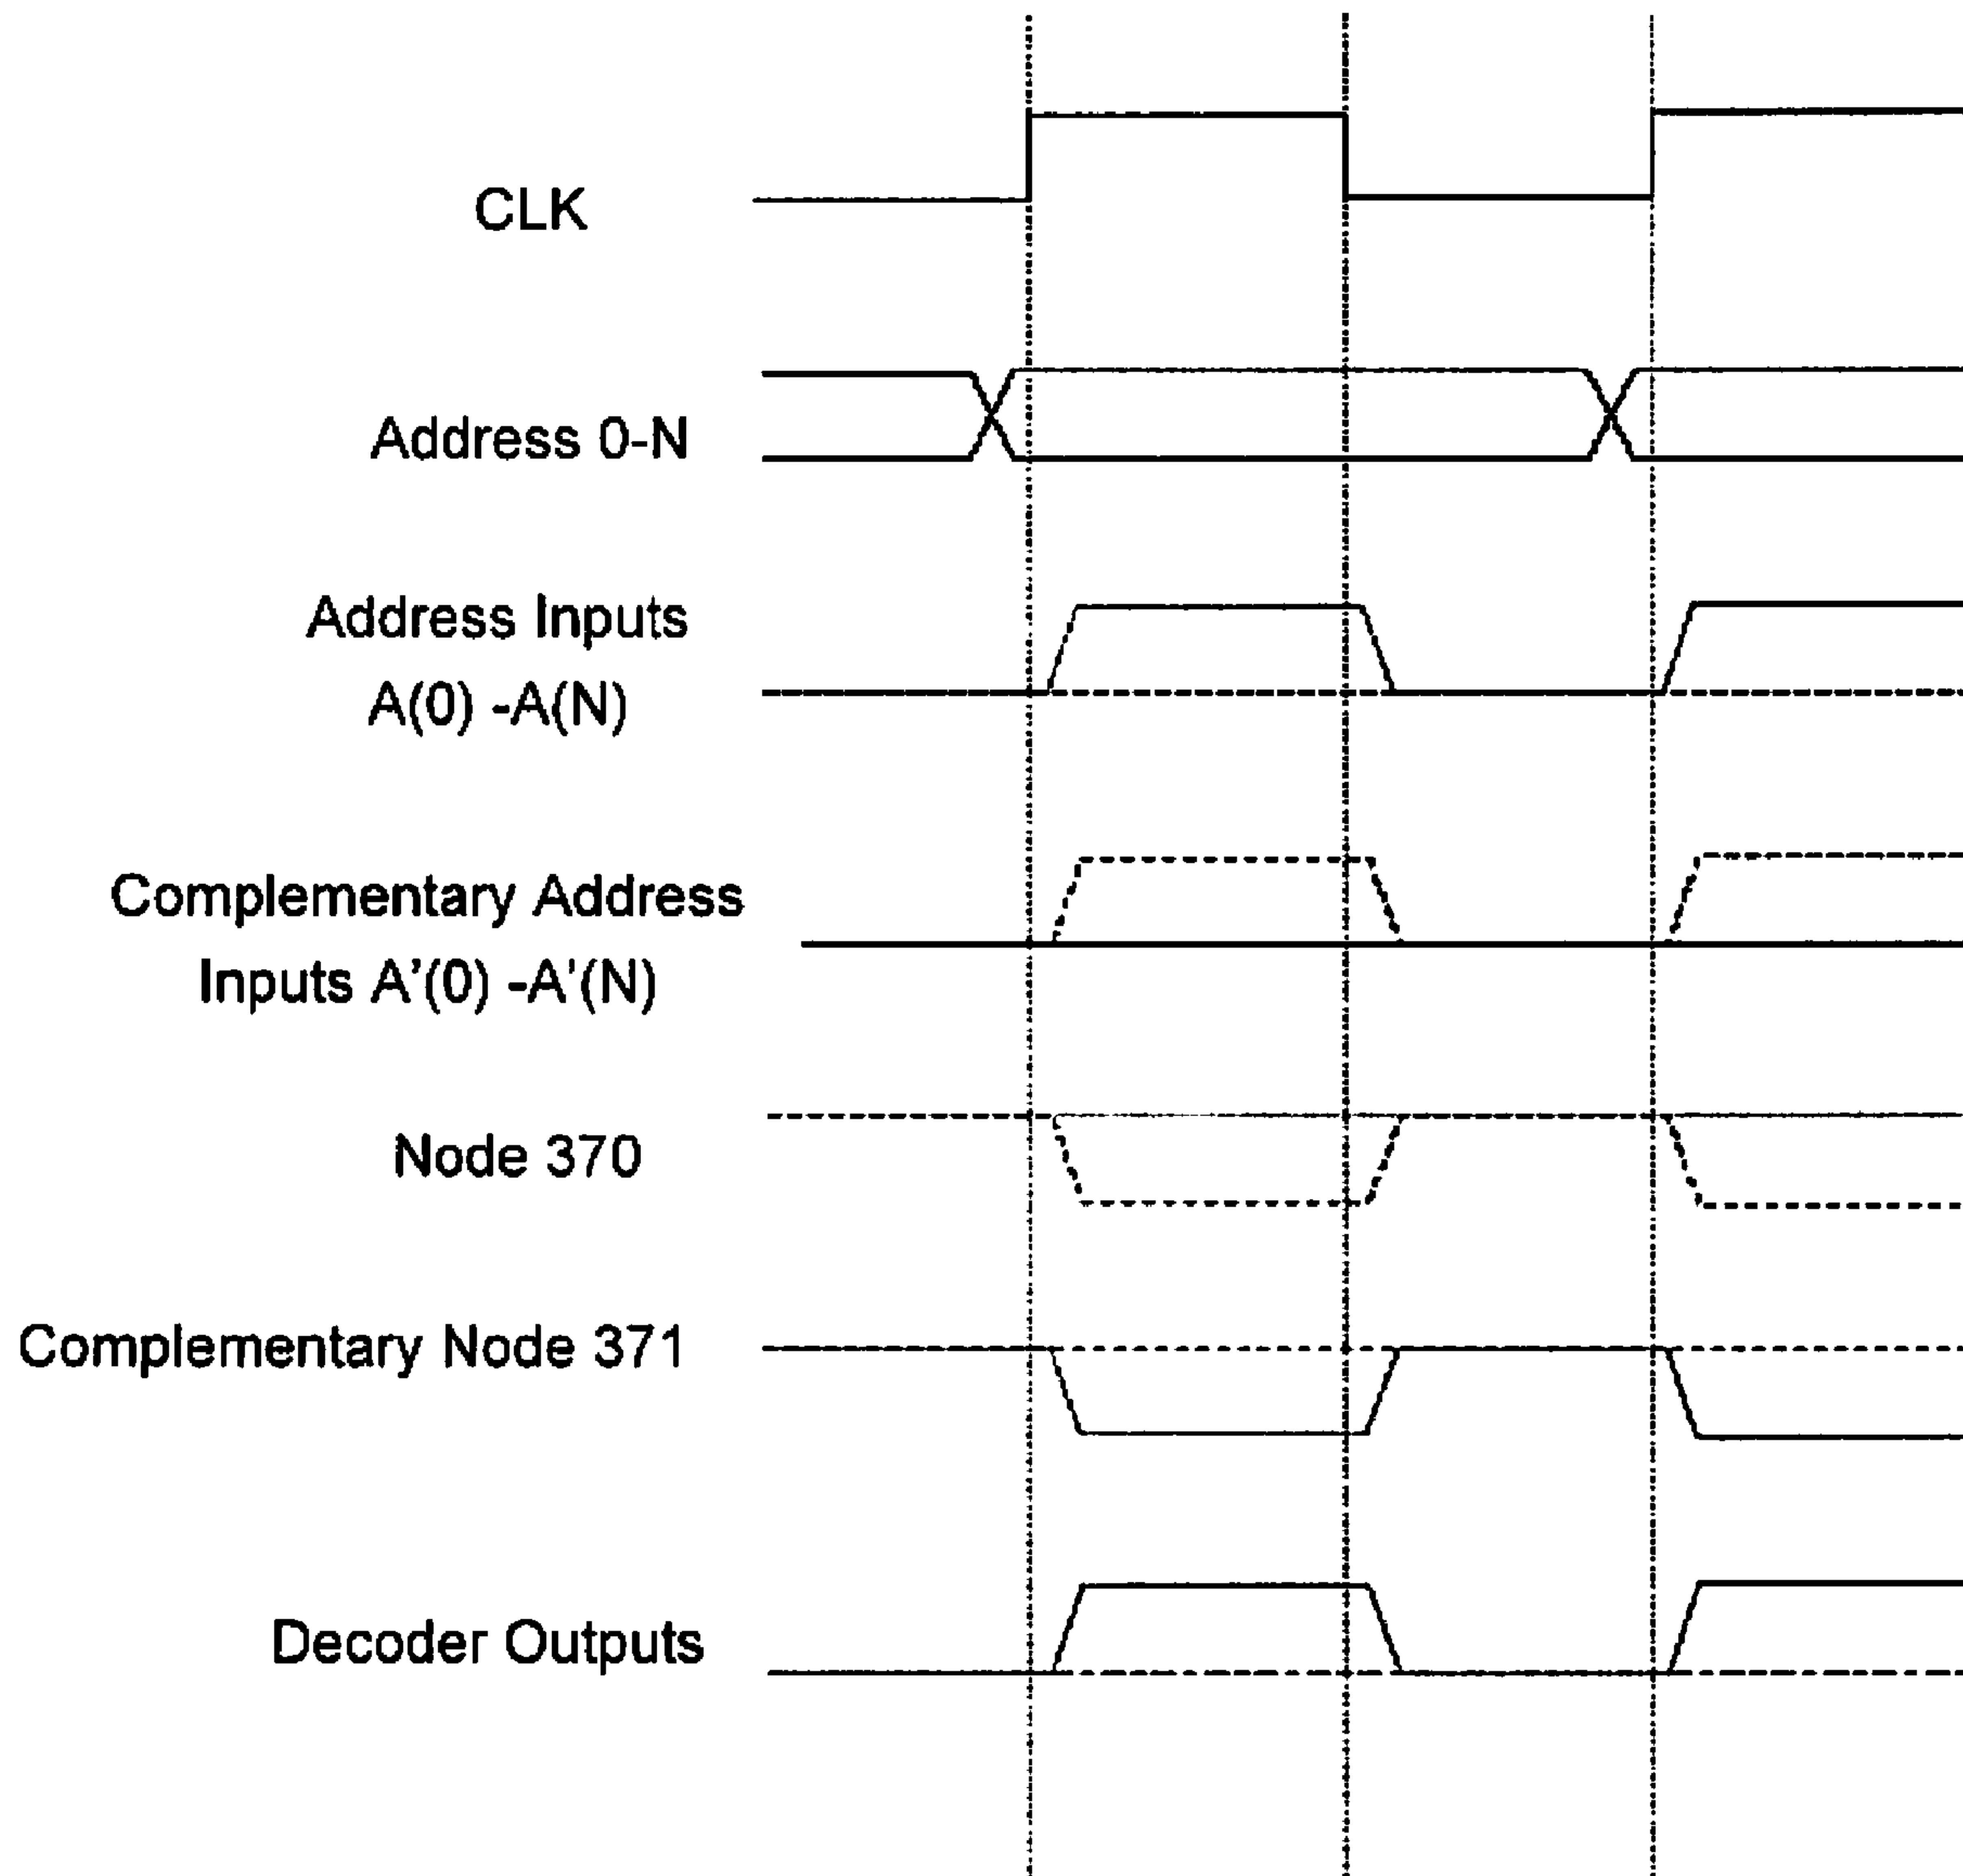 CLK
Address 0-N
Address Inputs
A(0) -A(N)
Complementary Address
Inputs A'(0) -A'(N)
Node 370
Complementary Node 371
Decoder Outputs